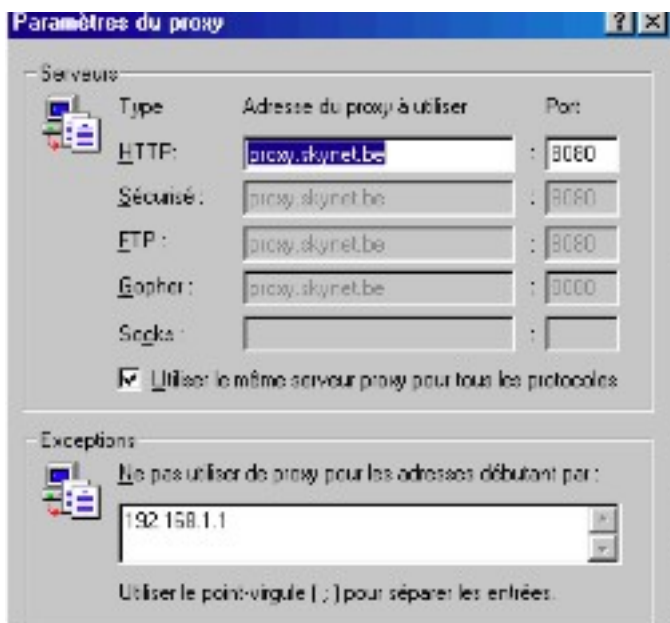 Paramètres du proxy
Serveurs
Type Adresse du proxy à utiliser Port
HTTP: proxy.skynet.be : 8080
Sécurisé : proxy.skynet.be : 8080
FTP : proxy.skynet.be : 8080
Gopher : proxy.skynet.be : 8080
Socks : :
Utiliser le même serveur proxy pour tous les protocoles
Exceptions
Ne pas utiliser de proxy pour les adresses débutant par :
192.168.1.1
Utiliser le point-virgule ( ; ) pour séparer les entrées.